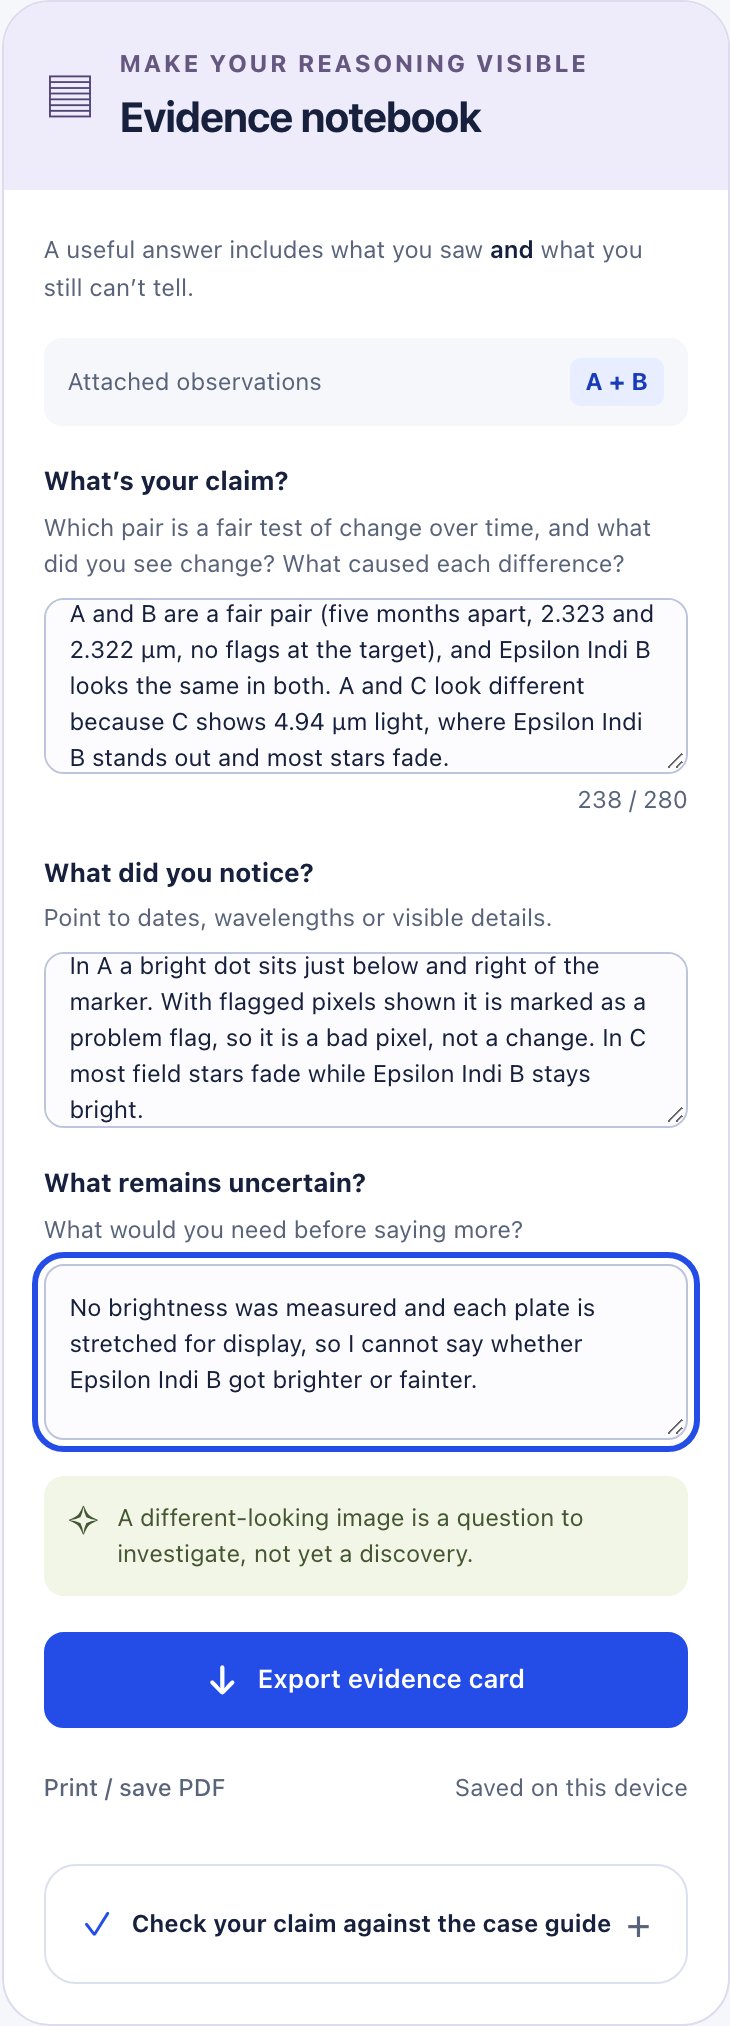 MAKE YOUR REASONING VISIBLE
Evidence notebook
A useful answer includes what you saw and what you
still can’t tell.
Attached observations
A + B
What’s your claim?
Which pair is a fair test of change over time, and what
did you see change? What caused each difference?
A and B are a fair pair (five months apart, 2.323 and
2.322 µm, no flags at the target), and Epsilon Indi B
looks the same in both. A and C look different
because C shows 4.94 µm light, where Epsilon Indi
B stands out and most stars fade.
238 / 280
What did you notice?
Point to dates, wavelengths or visible details.
In A a bright dot sits just below and right of the
marker. With flagged pixels shown it is marked as a
problem flag, so it is a bad pixel, not a change. In C
most field stars fade while Epsilon Indi B stays
bright.
What remains uncertain?
What would you need before saying more?
No brightness was measured and each plate is
stretched for display, so I cannot say whether
Epsilon Indi B got brighter or fainter.
A different-looking image is a question to
investigate, not yet a discovery.
Export evidence card
Print / save PDF
Saved on this device
Check your claim against the case guide